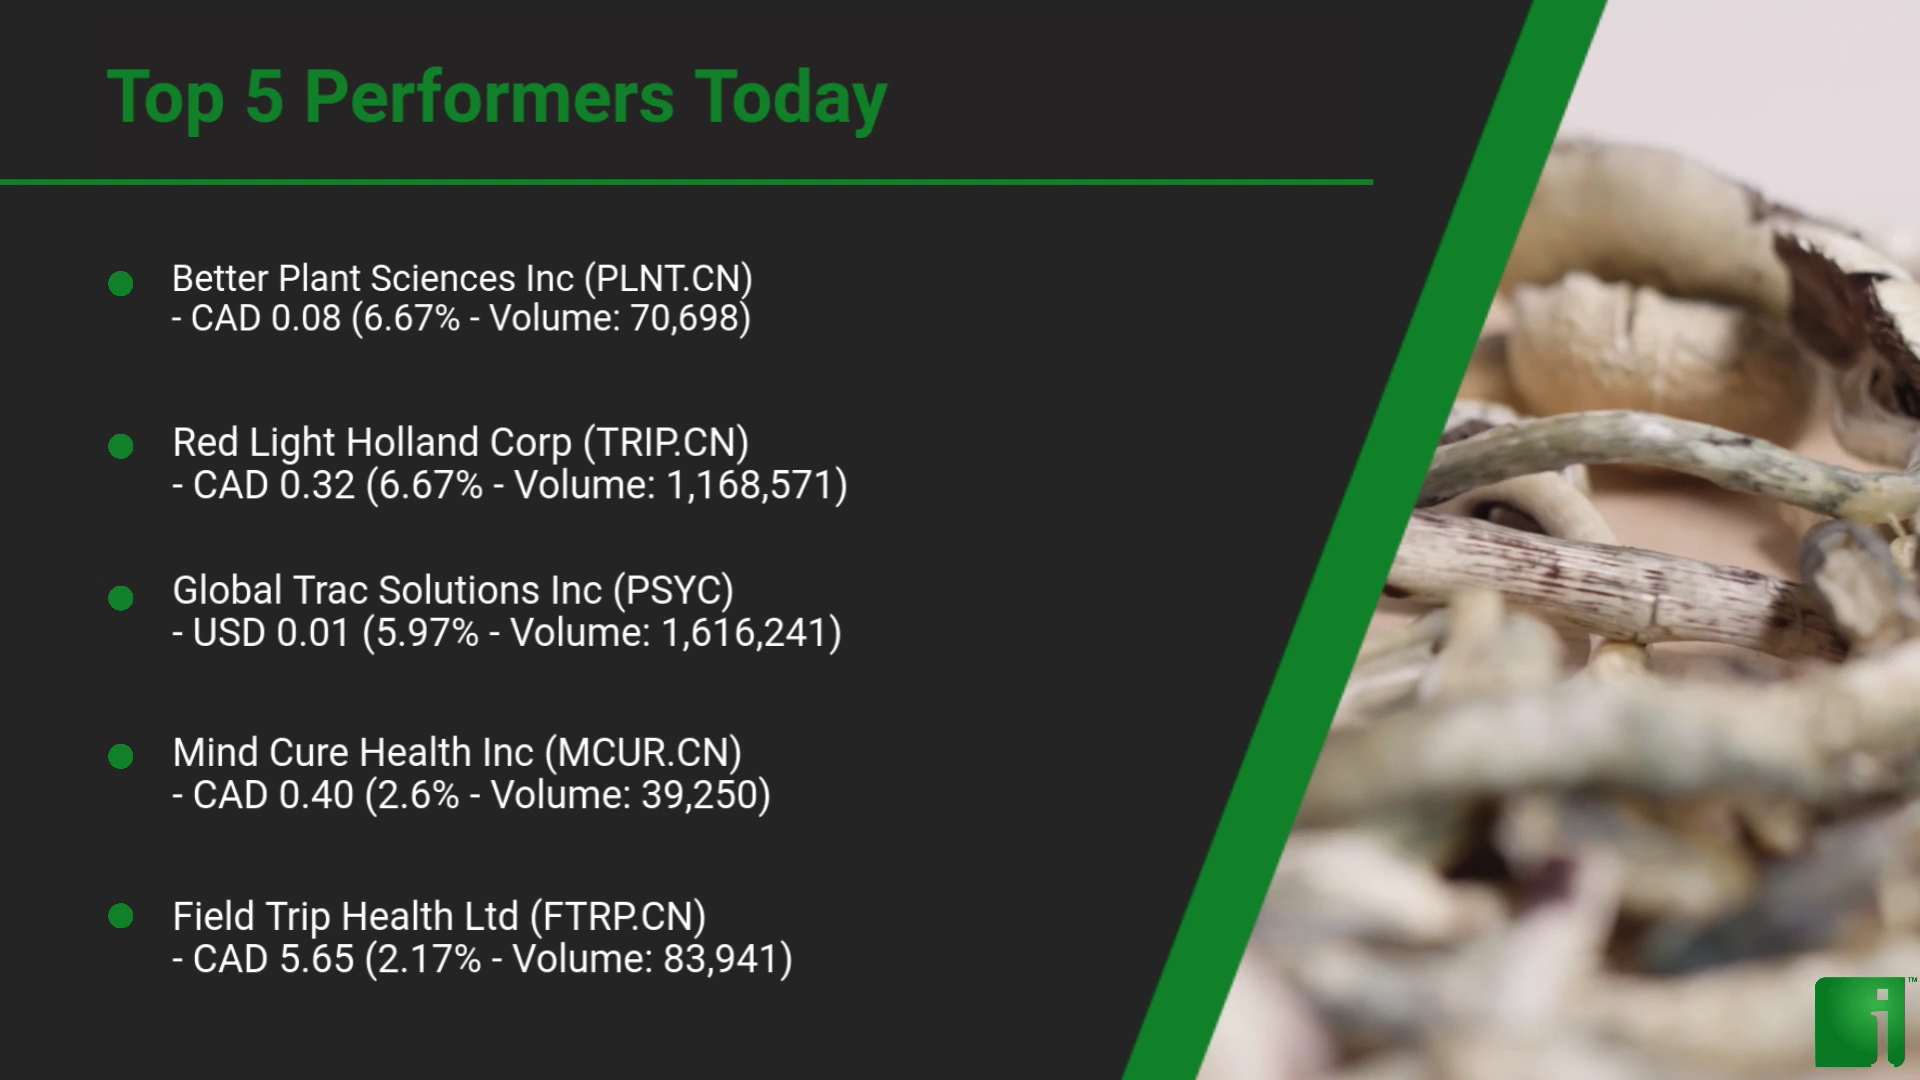 Top 5 Performers Today
Better Plant Sciences Inc (PLNT.CN)
- CAD 0.08 (6.67% - Volume: 70,698)
Red Light Holland Corp (TRIP.CN)
- CAD 0.32 (6.67% - Volume: 1,168,571)
Global Trac Solutions Inc (PSYC)
- USD 0.01 (5.97% - Volume: 1,616,241)
Mind Cure Health Inc (MCUR.CN)
- CAD 0.40 (2.6% - Volume: 39,250)
Field Trip Health Ltd (FTRP.CN)
- CAD 5.65 (2.17% - Volume: 83,941)
i ™